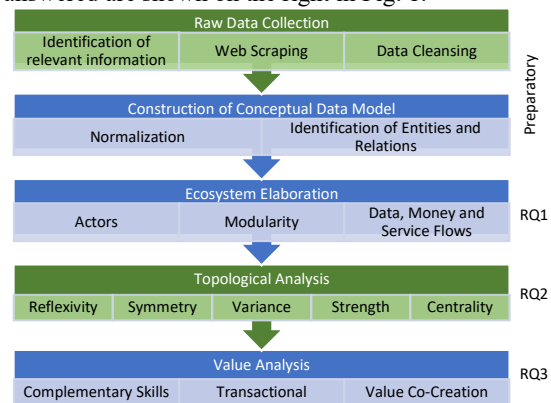 answered are shown on the right in Fig. 1.
Raw Data Collection
Identification of
relevant information
Web Scraping
Data Cleansing
Preparatory
Construction of Conceptual Data Model
Normalization
Identification of Entities and
Relations
Ecosystem Elaboration
Actors
Modularity
Data, Money and
Service Flows
RQ1
Topological Analysis
Reflexivity
Symmetry
Variance
Strength
Centrality
RQ2
Value Analysis
Complementary Skills
Transactional
Value Co-Creation
RQ3